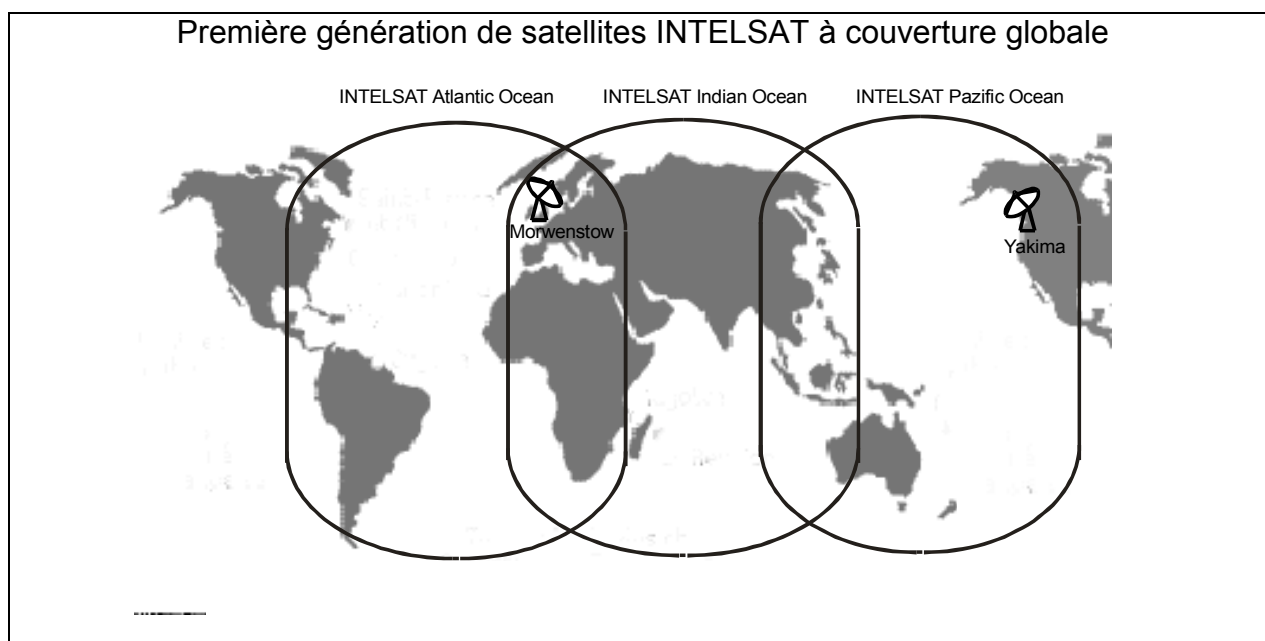 Première génération de satellites INTELSAT à couverture globale
INTELSAT Atlantic Ocean INTELSAT Indian Ocean INTELSAT Pazific Ocean
Morwenstow
Yakima